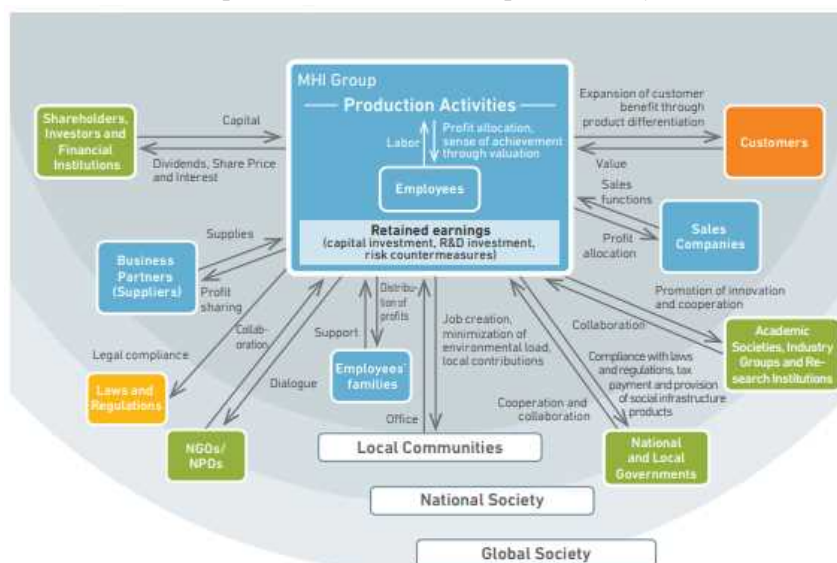 MHI Group
Production Activities
Labor
Profit allocation,
sense of achievement
through valuation
Employees
Retained earnings
(capital investment, R&D investment,
risk countermeasures)
Shareholders,
Investors and
Financial
Institutions
Capital
Dividends, Share Price
and Interest
Expansion of customer
benefit through
product differentiation
Customers
Value
Sales
functions
Sales
Companies
Profit
allocation
Business
Partners
(Suppliers)
Supplies
Profit
sharing
Legal compliance
Laws and
Regulations
Collab-
oration
Dialogue
NGOs/
NPOs
Support
Distribu-
tion of
profits
Employees'
families
Job creation,
minimization of
environmental load,
local contributions
Office
Local Communities
Promotion of innovation
and cooperation
Collaboration
Academic
Societies, Industry
Groups and Re-
search Institutions
Compliance with laws
and regulations, tax
payment and provision
of social infrastructure
products
Cooperation and
collaboration
National
and Local
Governments
National Society
Global Society